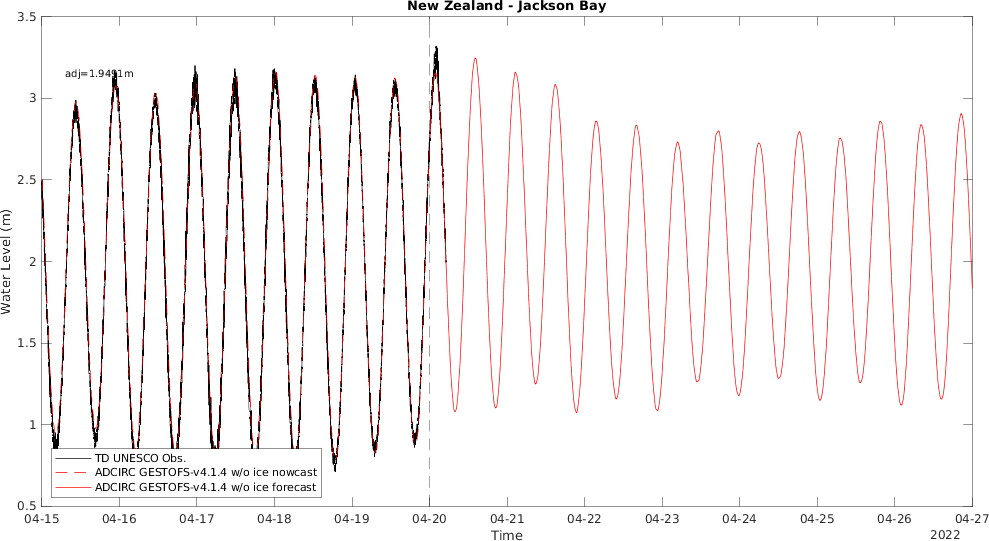 New Zealand - Jackson Bay
3.5
3
2.5
2
1.5
1
0.5
Water Level (m)
adj=1.9491m
TD UNESCO Obs.
ADCIRC GESTOFS-v4.1.4 w/o ice nowcast
ADCIRC GESTOFS-v4.1.4 w/o ice forecast
04-15 04-16 04-17 04-18 04-19 04-20 04-21 04-22 04-23 04-24 04-25 04-26 04-27
Time
2022